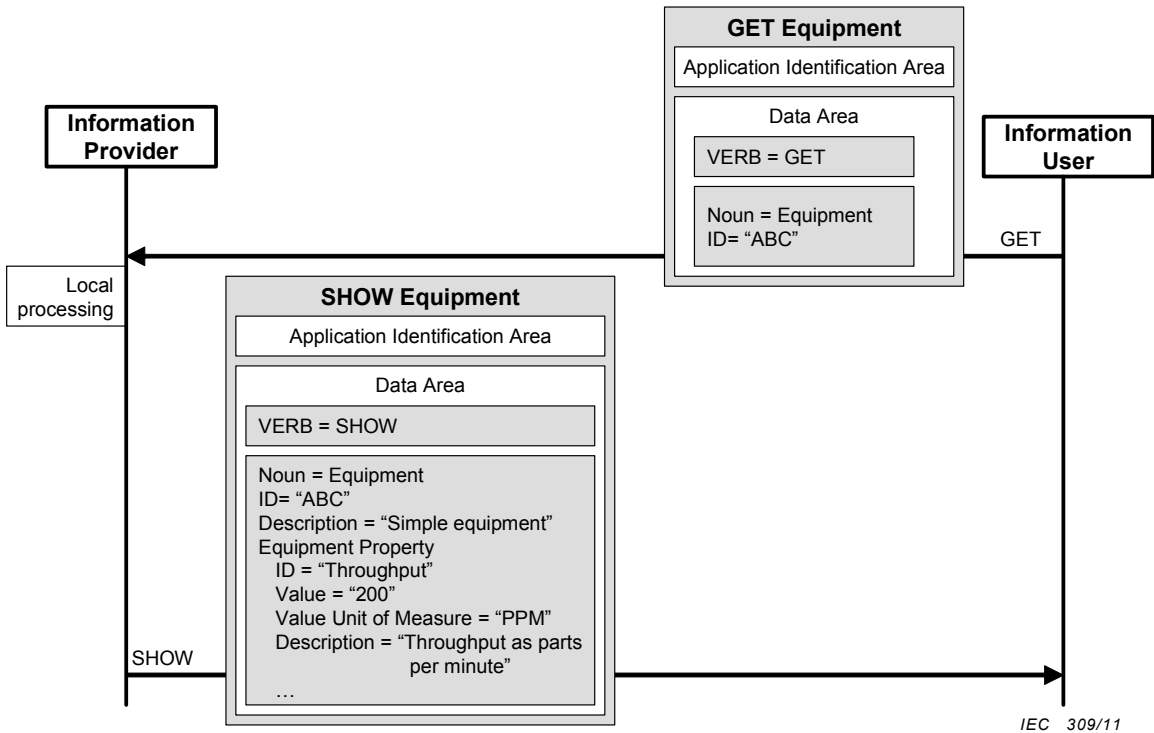 GET Equipment
Application Identification Area
Data Area
VERB = GET
Noun = Equipment
ID= “ABC”
Information
Provider
Information
User
GET
Local
processing
SHOW Equipment
Application Identification Area
Data Area
VERB = SHOW
Noun = Equipment
ID= “ABC”
Description = “Simple equipment”
Equipment Property
ID = “Throughput”
Value = “200”
Value Unit of Measure = “PPM”
Description = “Throughput as parts
per minute”
…
SHOW
IEC 309/11